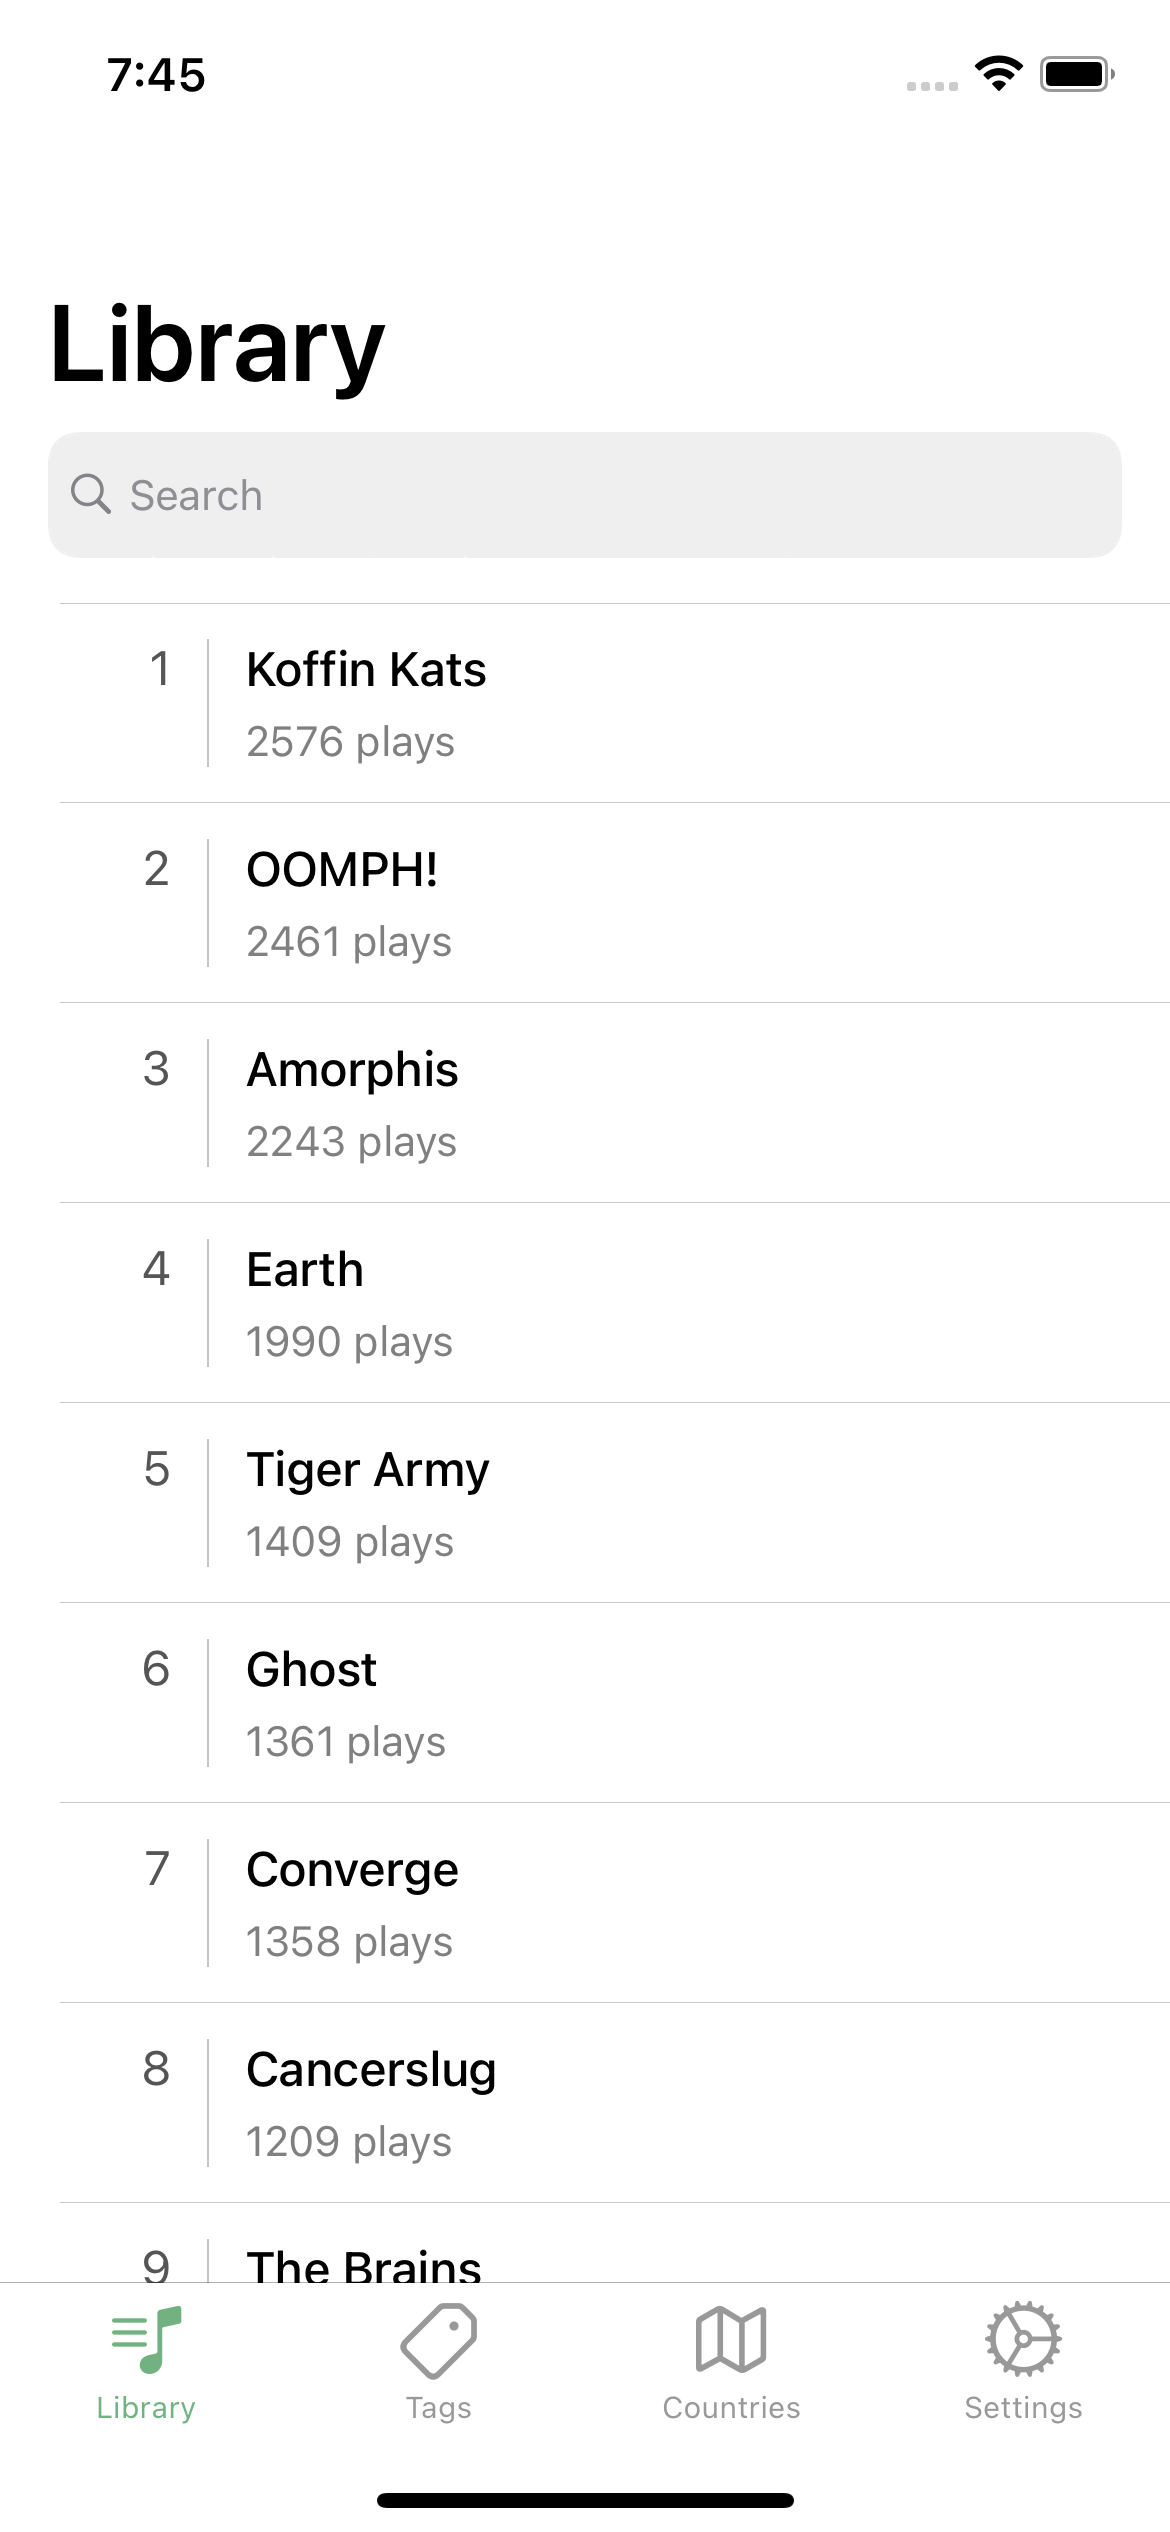 7:45
Library
Search
1
Koffin Kats
2576 plays
2
OOMPH!
2461 plays
3
Amorphis
2243 plays
4
Earth
1990 plays
5
Tiger Army
1409 plays
6
Ghost
1361 plays
7
Converge
1358 plays
8
Cancerslug
1209 plays
9
The Brains
Library
Tags
Countries
Settings